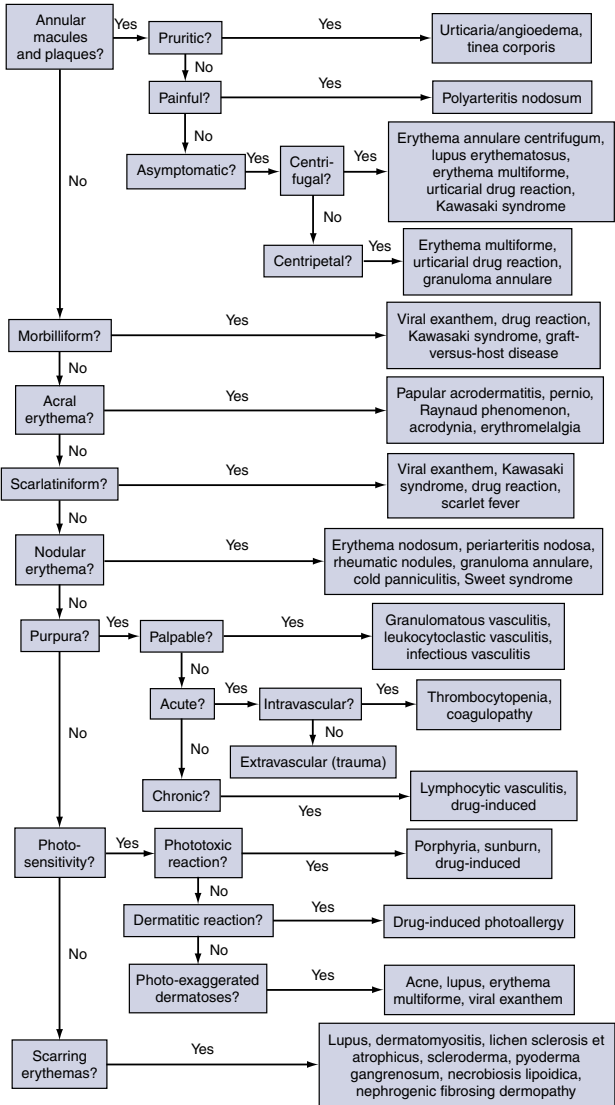 Annular
macules
and plaques?
Yes
Pruritic?
Yes
Urticaria/angioedema,
tinea corporis
No
Painful?
Yes
Polyarteritis nodosum
No
No
Asymptomatic?
Yes
Centri-
fugal?
Yes
Erythema annulare centrifugum,
lupus erythematosus,
erythema multiforme,
urticarial drug reaction,
Kawasaki syndrome
No
Centripetal?
Yes
Erythema multiforme,
urticarial drug reaction,
granuloma annulare
Morbilliform?
Yes
Viral exanthem, drug reaction,
Kawasaki syndrome, graft-
versus-host disease
No
Acral
erythema?
Yes
Papular acrodermatitis, pernio,
Raynaud phenomenon,
acrodynia, erythromelalgia
No
Scarlatiniform?
Yes
Viral exanthem, Kawasaki
syndrome, drug reaction,
scarlet fever
No
Nodular
erythema?
Yes
Erythema nodosum, periarteritis nodosa,
rheumatic nodules, granuloma annulare,
cold panniculitis, Sweet syndrome
No
Purpura?
Yes
Palpable?
Yes
Granulomatous vasculitis,
leukocytoclastic vasculitis,
infectious vasculitis
No
Acute?
Yes
Intravascular?
Yes
Thrombocytopenia,
coagulopathy
No
No
Extravascular (trauma)
No
Chronic?
Yes
Lymphocytic vasculitis,
drug-induced
Photo-
sensitivity?
Yes
Phototoxic
reaction?
Yes
Porphyria, sunburn,
drug-induced
No
Dermatitic reaction?
Yes
Drug-induced photoallergy
No
No
Photo-exaggerated
dermatoses?
Yes
Acne, lupus, erythema
multiforme, viral exanthem
Scarring
erythemas?
Yes
Lupus, dermatomyositis, lichen sclerosis et
atrophicus, scleroderma, pyoderma
gangrenosum, necrobiosis lipoidica,
nephrogenic fibrosing dermopathy